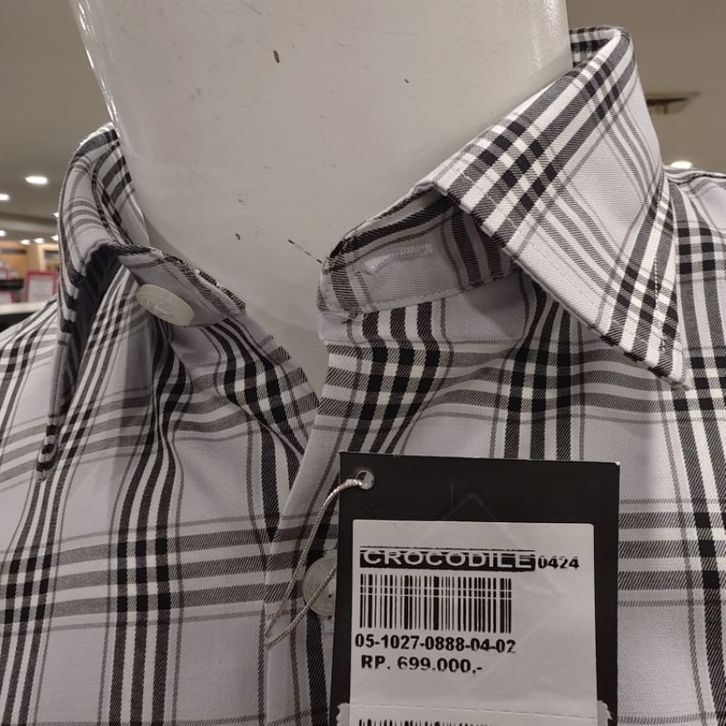 CROCODILE 0424
05-1027-0888-04-02
RP. 699.000,-